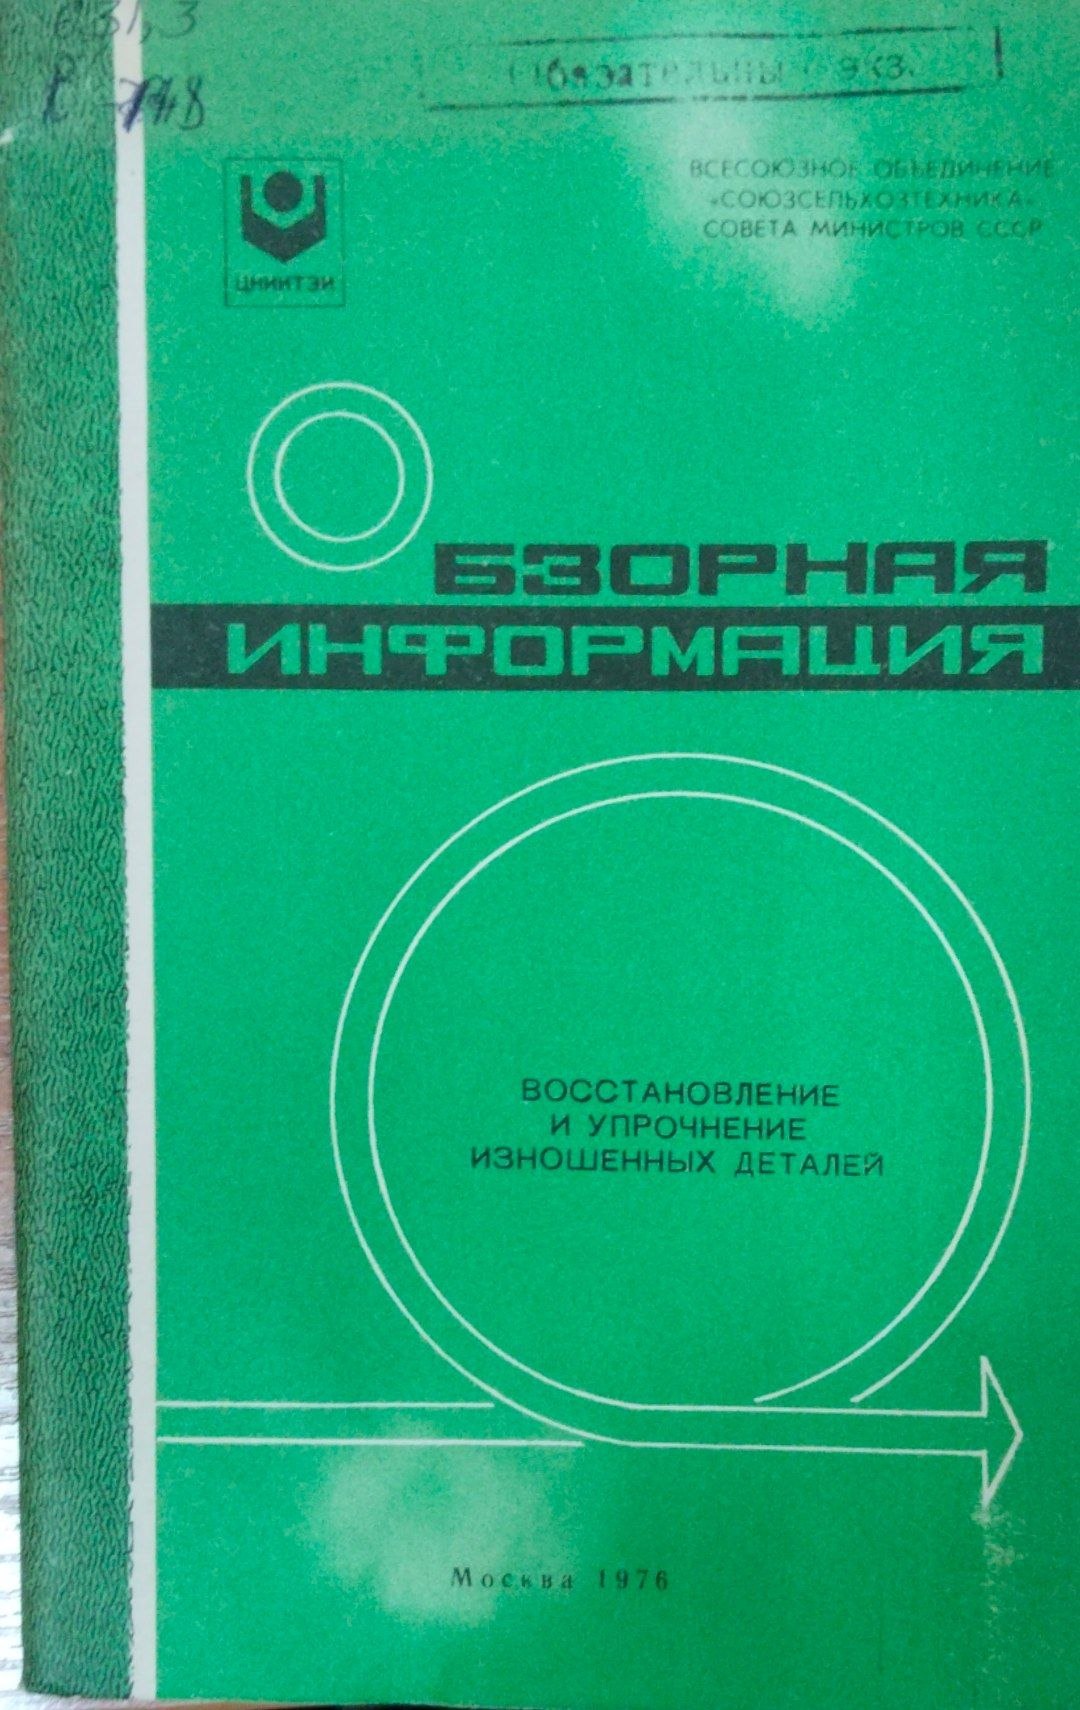 631,3
Обязательный экз.
ВСЕСОЮЗНОЕ ОБЪЕДИНЕНИЕ
«СОЮЗСЕЛЬХОЗТЕХНИКА»
СОВЕТА МИНИСТРОВ СССР
ЦНИИТЭИ
ОБЗОРНАЯ
ИНФОРМАЦИЯ
ВОССТАНОВЛЕНИЕ
И УПРОЧНЕНИЕ
ИЗНОШЕННЫХ ДЕТАЛЕЙ
Москва 1976